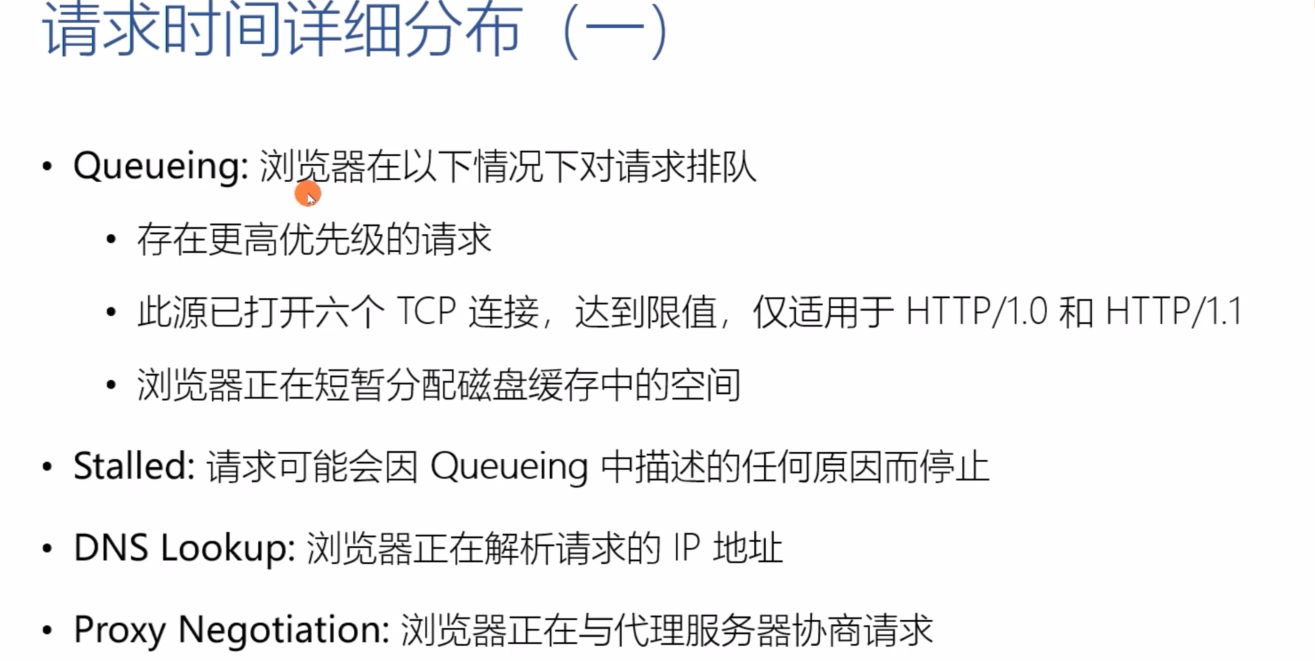 请求时间详细分布（一）
• Queueing: 浏览器在以下情况下对请求排队
• 存在更高优先级的请求
• 此源已打开六个 TCP 连接，达到限值，仅适用于 HTTP/1.0 和 HTTP/1.1
• 浏览器正在短暂分配磁盘缓存中的空间
• Stalled: 请求可能会因 Queueing 中描述的任何原因而停止
• DNS Lookup: 浏览器正在解析请求的 IP 地址
• Proxy Negotiation: 浏览器正在与代理服务器协商请求